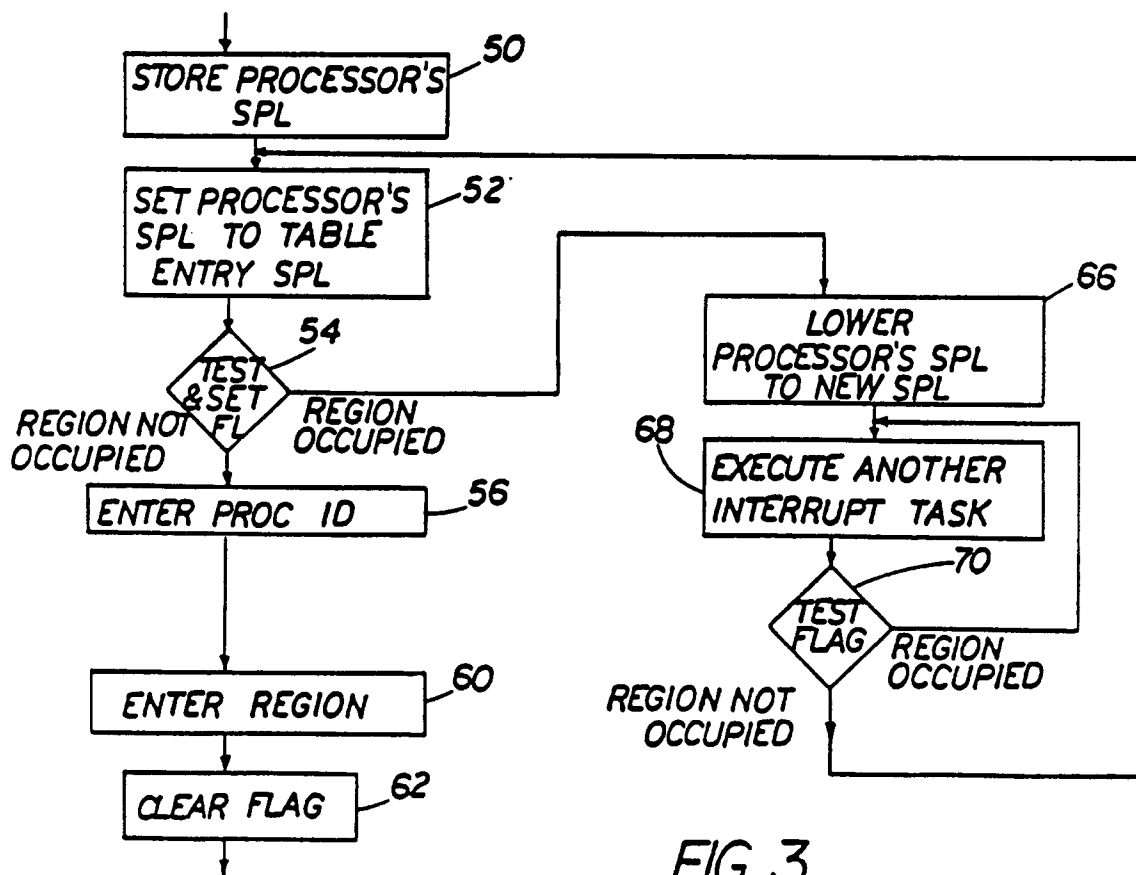 50
STORE PROCESSOR'S
SPL
52
SET PROCESSOR'S
SPL TO TABLE
ENTRY SPL
54
TEST
& SET
FL
REGION NOT
OCCUPIED
REGION
OCCUPIED
56
ENTER PROC ID
60
ENTER REGION
62
CLEAR FLAG
66
LOWER
PROCESSOR'S SPL
TO NEW SPL
68
EXECUTE ANOTHER
INTERRUPT TASK
70
TEST
FLAG
REGION
OCCUPIED
REGION NOT
OCCUPIED
FIG. 3